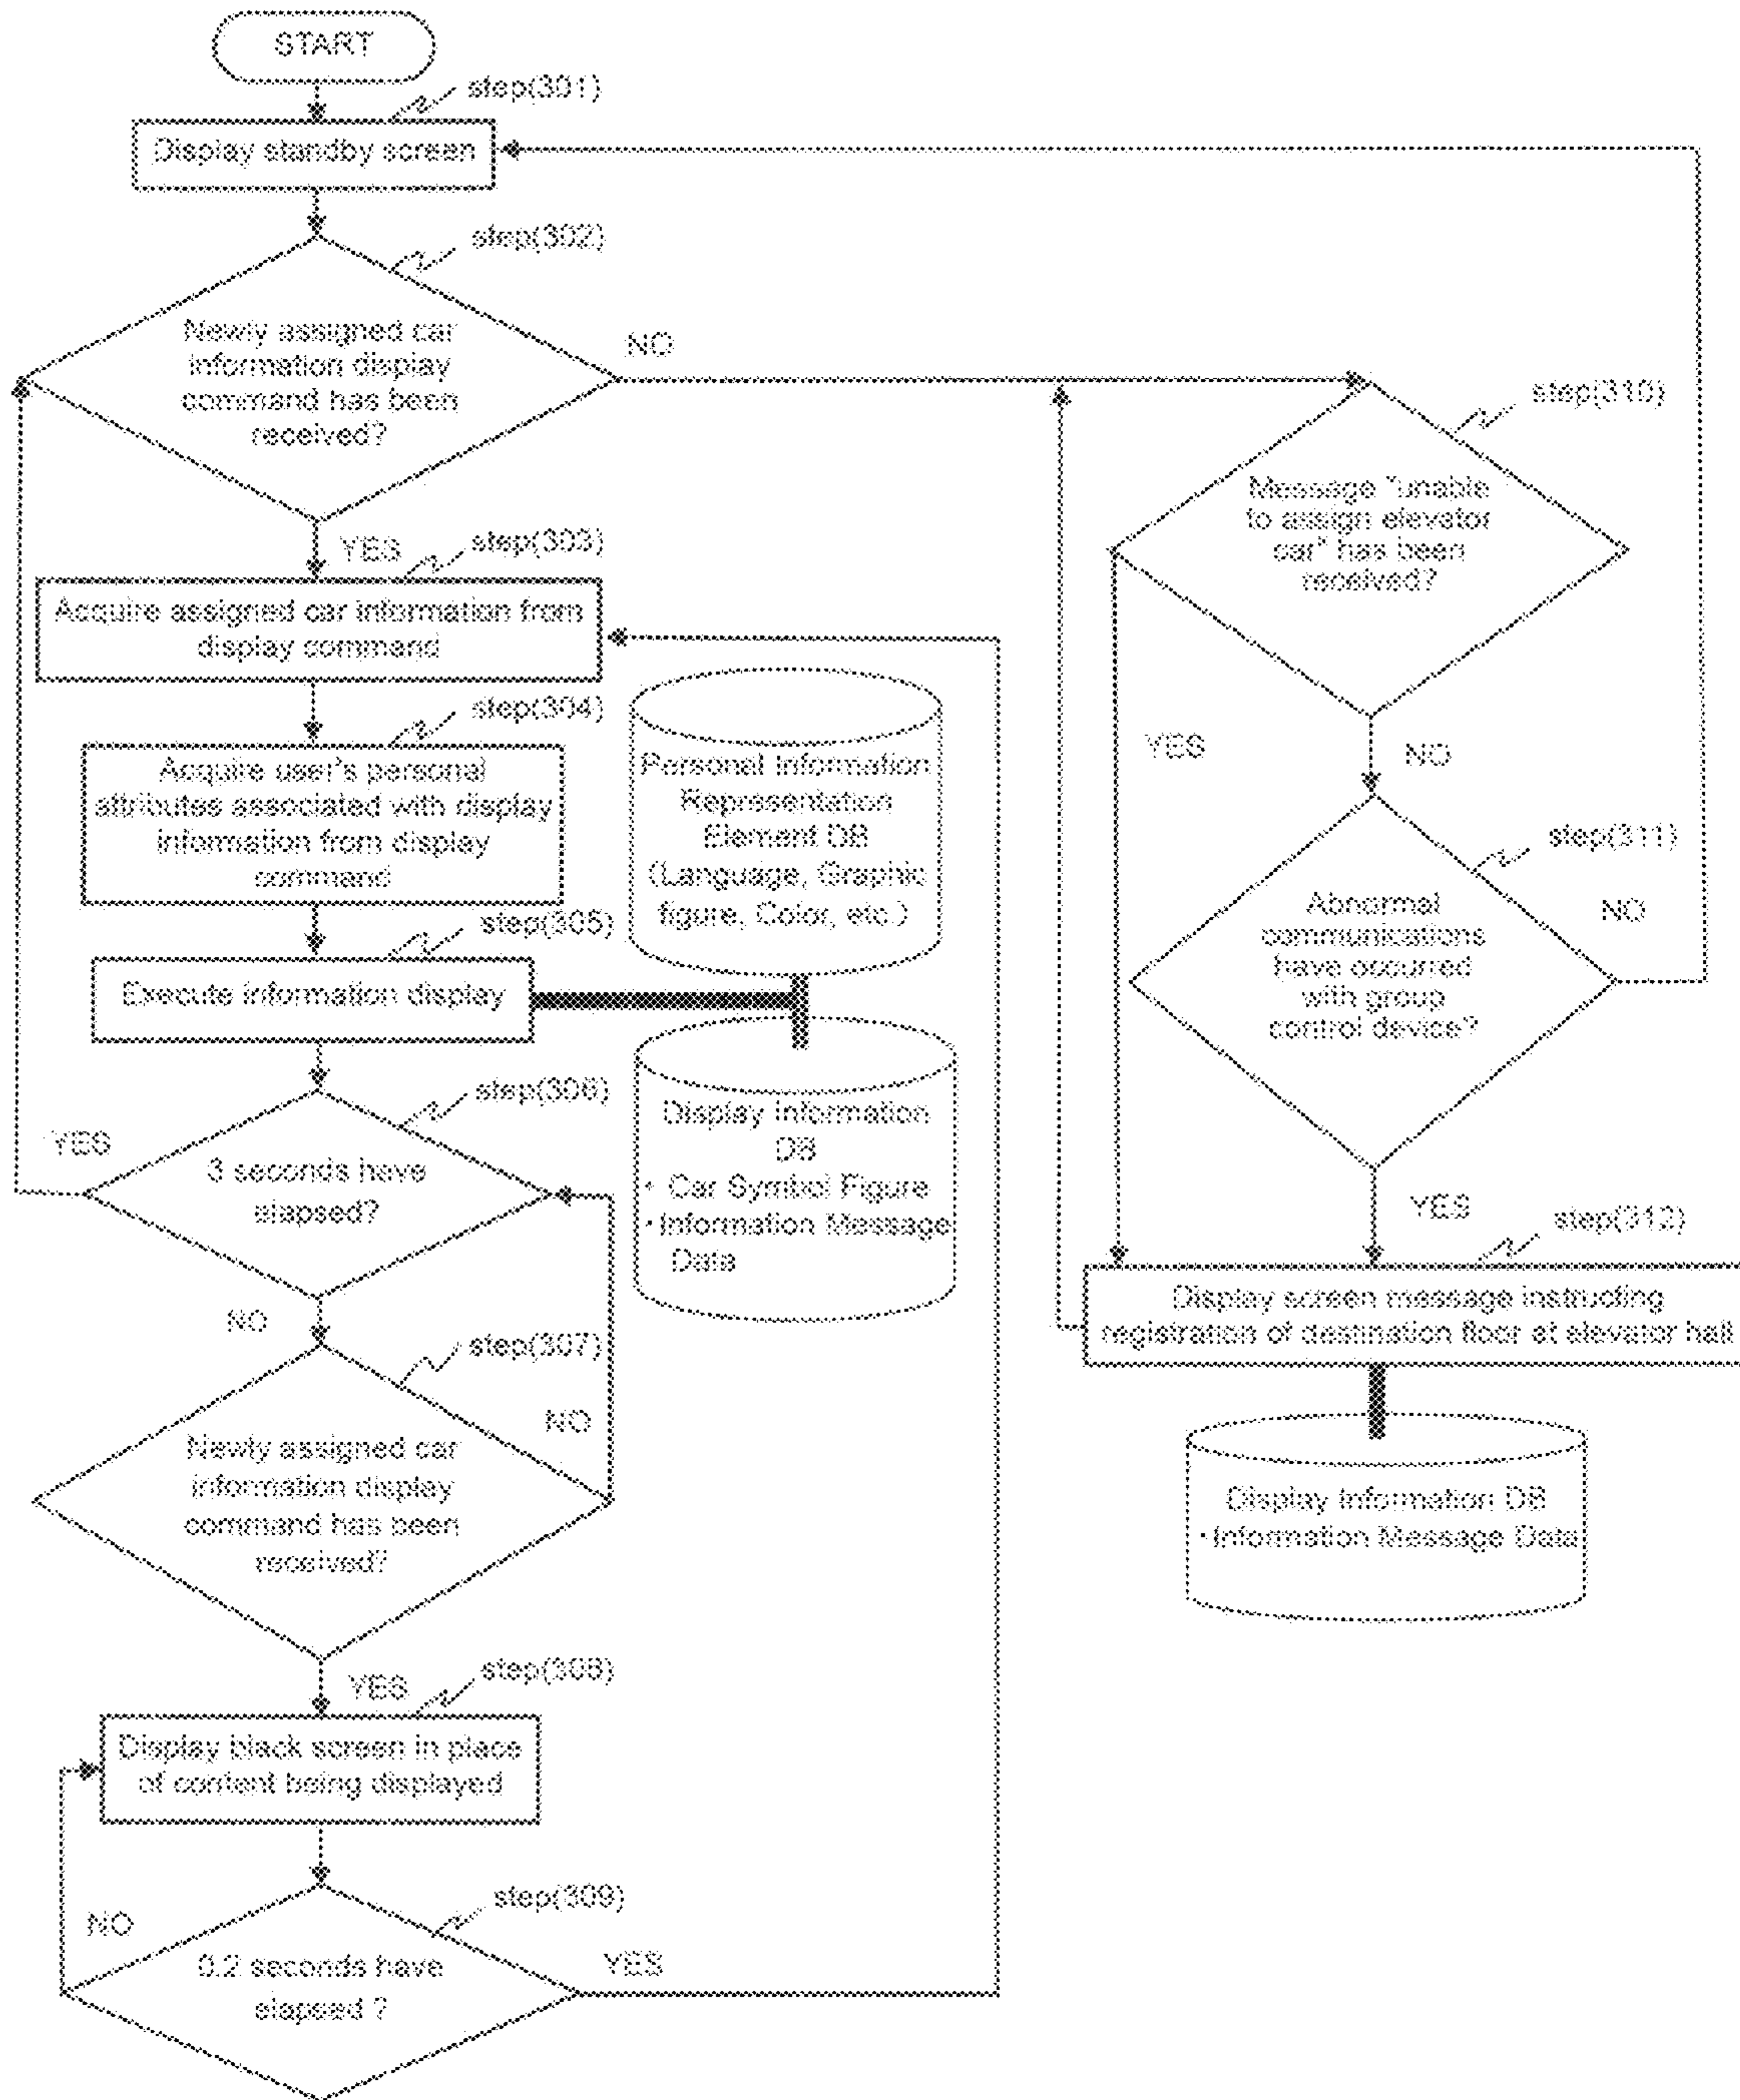 START
step(301)
Display standby screen
step(302)
Newly assigned car
information display
command has been
received?
NO
YES
step(303)
Acquire assigned car information from
display command
step(304)
Acquire user's personal
attributes associated with display
information from display
command
step(305)
Execute information display
Personal Information
Representation
Element DB
(Language, Graphic
figure, Color, etc.)
Display Information
DB
・Car Symbol Figure
・Information Message
Data
step(306)
YES
3 seconds have
elapsed?
NO
step(307)
NO
Newly assigned car
information display
command has been
received?
YES
step(308)
Display black screen in place
of content being displayed
step(309)
NO
0.2 seconds have
elapsed ?
YES
step(310)
Message "unable
to assign elevator
car" has been
received?
YES
NO
step(311)
Abnormal
communications
have occurred
with group
control device?
NO
YES
step(312)
Display screen message instructing
registration of destination floor at elevator hall
Display Information DB
・Information Message Data